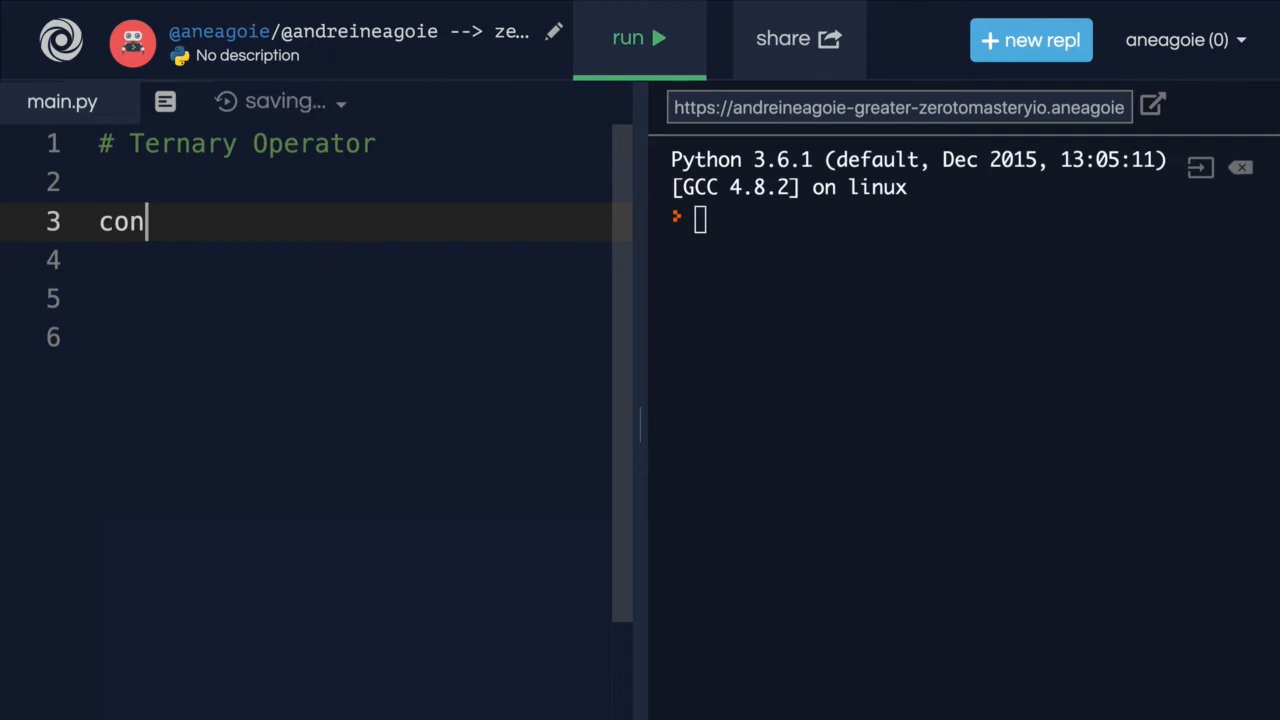 @aneagoie/@andreineagoie --> ze...
No description
run
share
+ new repl
aneagoie (0)
main.py
saving...
https://andreineagoie-greater-zerotomasteryio.aneagoie
1 # Ternary Operator
2
3 con
4
5
6
Python 3.6.1 (default, Dec 2015, 13:05:11)
[GCC 4.8.2] on linux